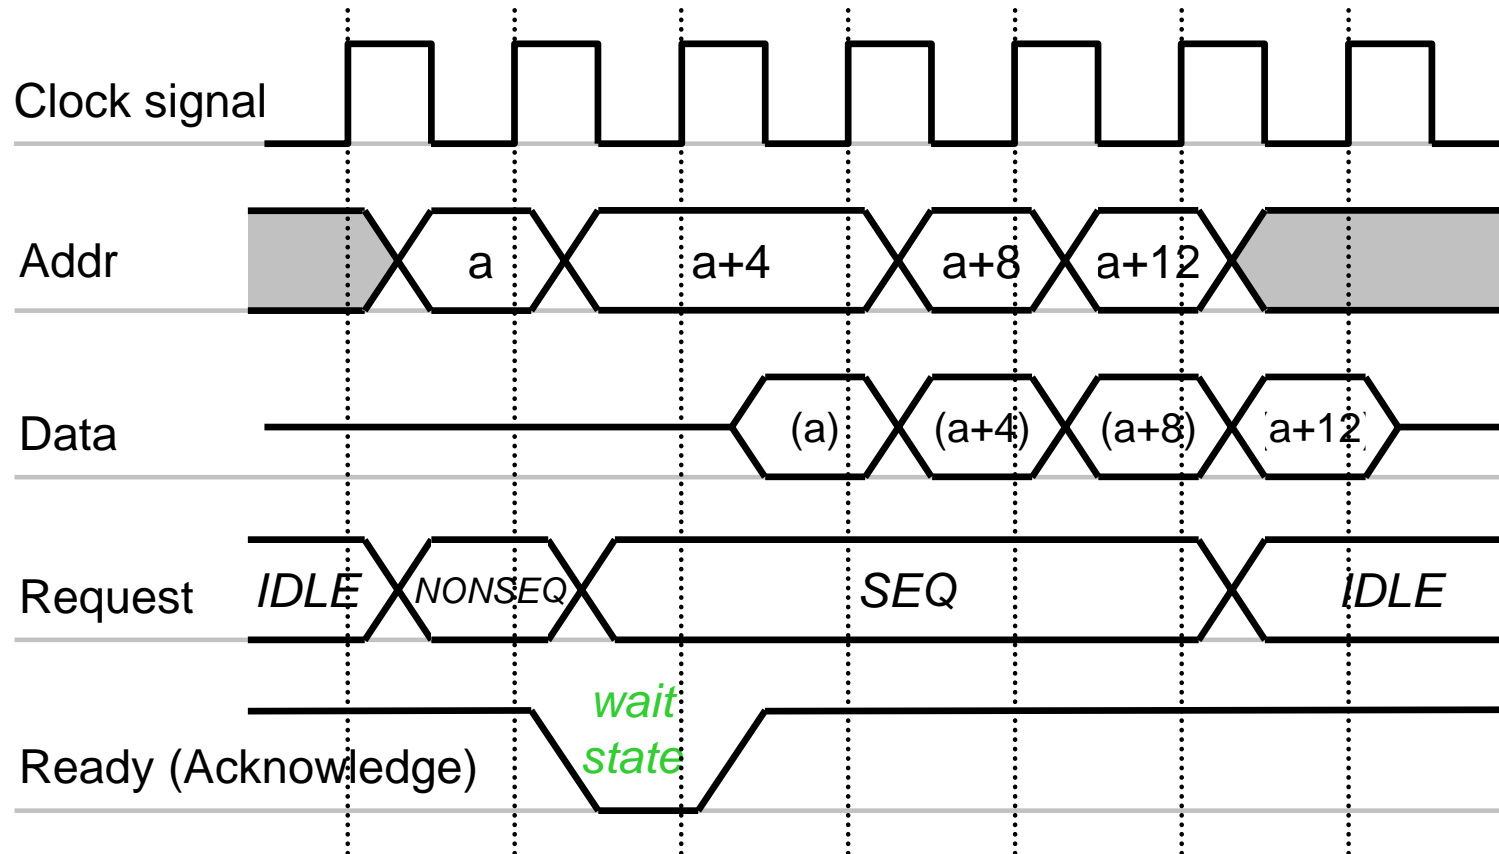 Clock signal
Addr
a
a+4
a+8
a+12
Data
(a)
(a+4)
(a+8)
(a+12)
Request
IDLE
NONSEQ
SEQ
IDLE
wait
state
Ready (Acknowledge)